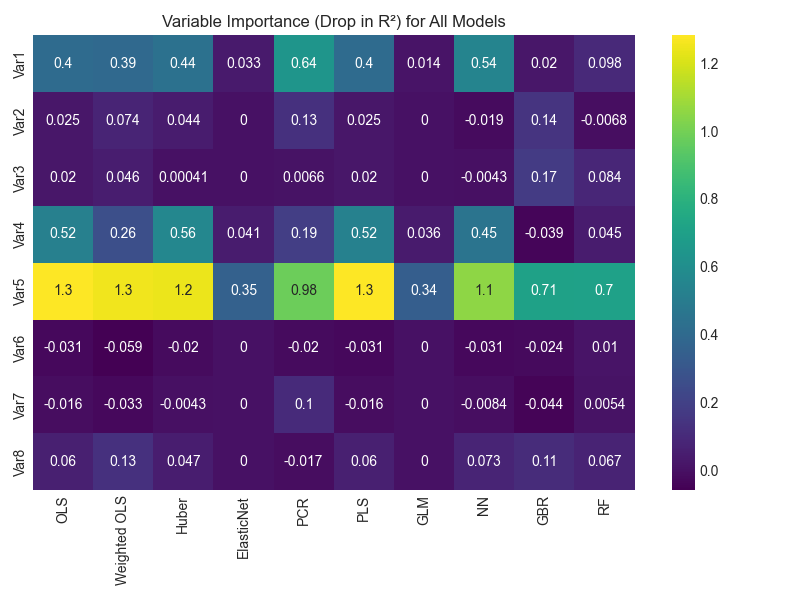 Variable Importance (Drop in R²) for All Models
Var1 0.4 0.39 0.44 0.033 0.64 0.4 0.014 0.54 0.02 0.098
Var2 0.025 0.074 0.044 0 0.13 0.025 0 -0.019 0.14 -0.0068
Var3 0.02 0.046 0.00041 0 0.0066 0.02 0 -0.0043 0.17 0.084
Var4 0.52 0.26 0.56 0.041 0.19 0.52 0.036 0.45 -0.039 0.045
Var5 1.3 1.3 1.2 0.35 0.98 1.3 0.34 1.1 0.71 0.7
Var6 -0.031 -0.059 -0.02 0 -0.02 -0.031 0 -0.031 -0.024 0.01
Var7 -0.016 -0.033 -0.0043 0 0.1 -0.016 0 -0.0084 -0.044 0.0054
Var8 0.06 0.13 0.047 0 -0.017 0.06 0 0.073 0.11 0.067
OLS Weighted OLS Huber ElasticNet PCR PLS GLM NN GBR RF
1.2
1.0
0.8
0.6
0.4
0.2
0.0